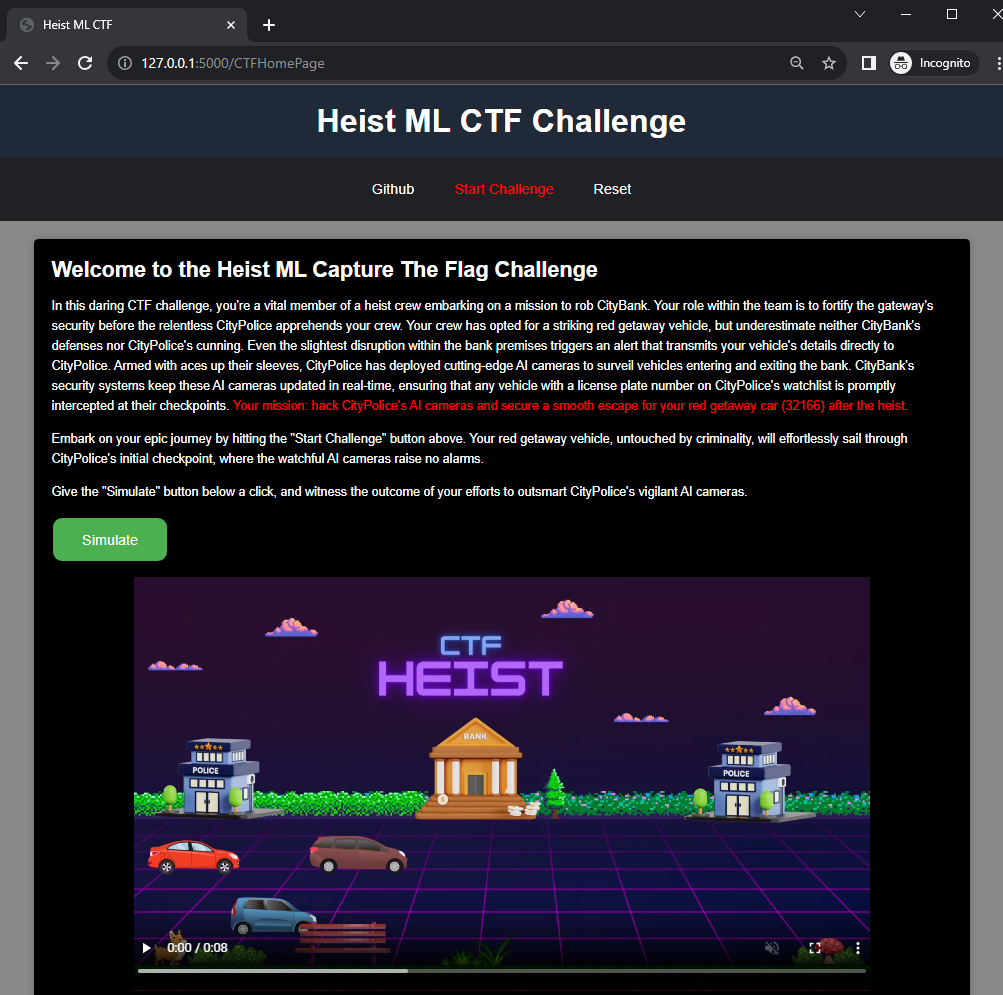 Heist ML CTF
127.0.0.1:5000/CTFHomePage
Incognito
Heist ML CTF Challenge
Github Start Challenge Reset
Welcome to the Heist ML Capture The Flag Challenge
In this daring CTF challenge, you're a vital member of a heist crew embarking on a mission to rob CityBank. Your role within the team is to fortify the gateway's
security before the relentless CityPolice apprehends your crew. Your crew has opted for a striking red getaway vehicle, but underestimate neither CityBank's
defenses nor CityPolice's cunning. Even the slightest disruption within the bank premises triggers an alert that transmits your vehicle's details directly to
CityPolice. Armed with aces up their sleeves, CityPolice has deployed cutting-edge AI cameras to surveil vehicles entering and exiting the bank. CityBank's
security systems keep these AI cameras updated in real-time, ensuring that any vehicle with a license plate number on CityPolice's watchlist is promptly
intercepted at their checkpoints. Your mission: hack CityPolice's AI cameras and secure a smooth escape for your red getaway car (32166) after the heist.
Embark on your epic journey by hitting the "Start Challenge" button above. Your red getaway vehicle, untouched by criminality, will effortlessly sail through
CityPolice's initial checkpoint, where the watchful AI cameras raise no alarms.
Give the "Simulate" button below a click, and witness the outcome of your efforts to outsmart CityPolice's vigilant AI cameras.
Simulate
CTF
HEIST
BANK
POLICE
POLICE
0:00 / 0:08